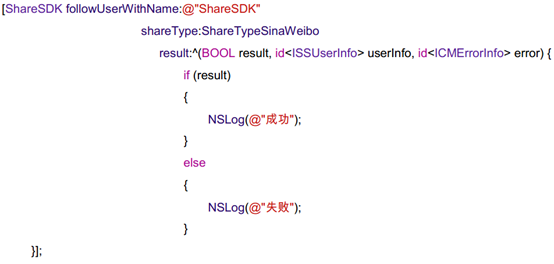 [ShareSDK followUserWithName:@"ShareSDK"
shareType:ShareTypeSinaWeibo
result:^(BOOL result, id<ISSUserInfo> userInfo, id<ICMErrorInfo> error) {
if (result)
{
NSLog(@"成功");
}
else
{
NSLog(@"失败");
}
}];